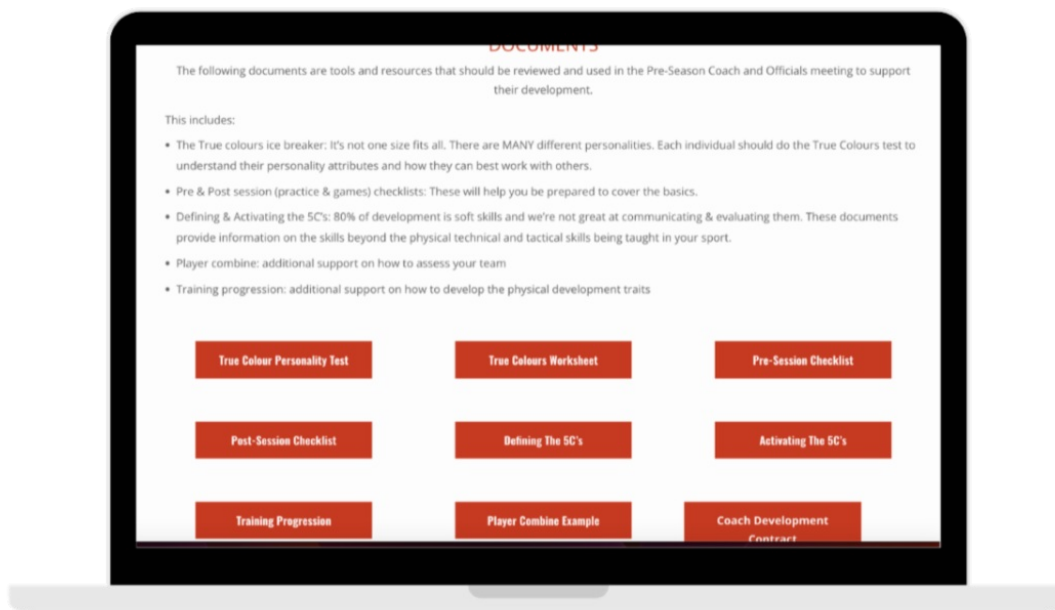 DOCUMENTS
The following documents are tools and resources that should be reviewed and used in the Pre-Season Coach and Officials meeting to support
their development.
This includes:
• The True colours ice breaker: It's not one size fits all. There are MANY different personalities. Each individual should do the True Colours test to
understand their personality attributes and how they can best work with others.
• Pre & Post session (practice & games) checklists: These will help you be prepared to cover the basics.
• Defining & Activating the 5C's: 80% of development is soft skills and we're not great at communicating & evaluating them. These documents
provide information on the skills beyond the physical technical and tactical skills being taught in your sport.
• Player combine: additional support on how to assess your team
• Training progression: additional support on how to develop the physical development traits
True Colour Personality Test
True Colours Worksheet
Pre-Session Checklist
Post-Session Checklist
Defining The 5C's
Activating The 5C's
Training Progression
Player Combine Example
Coach Development
Contract